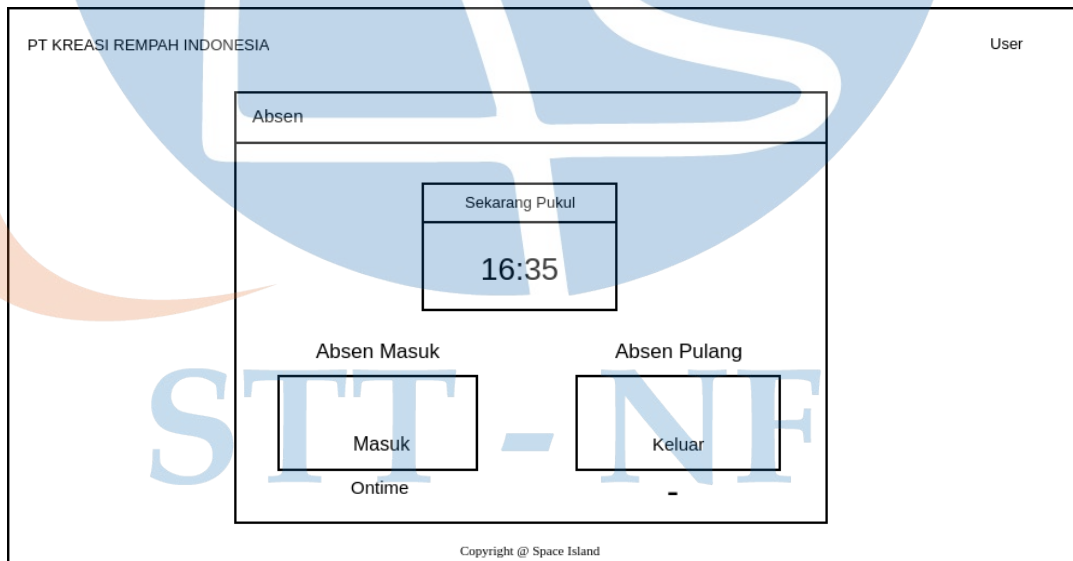 PT KREASI REMPAH INDONESIA
User
Absen
Sekarang Pukul
16:35
Absen Masuk
Absen Pulang
Masuk
Keluar
Ontime
-
STT - NF
Copyright @ Space Island